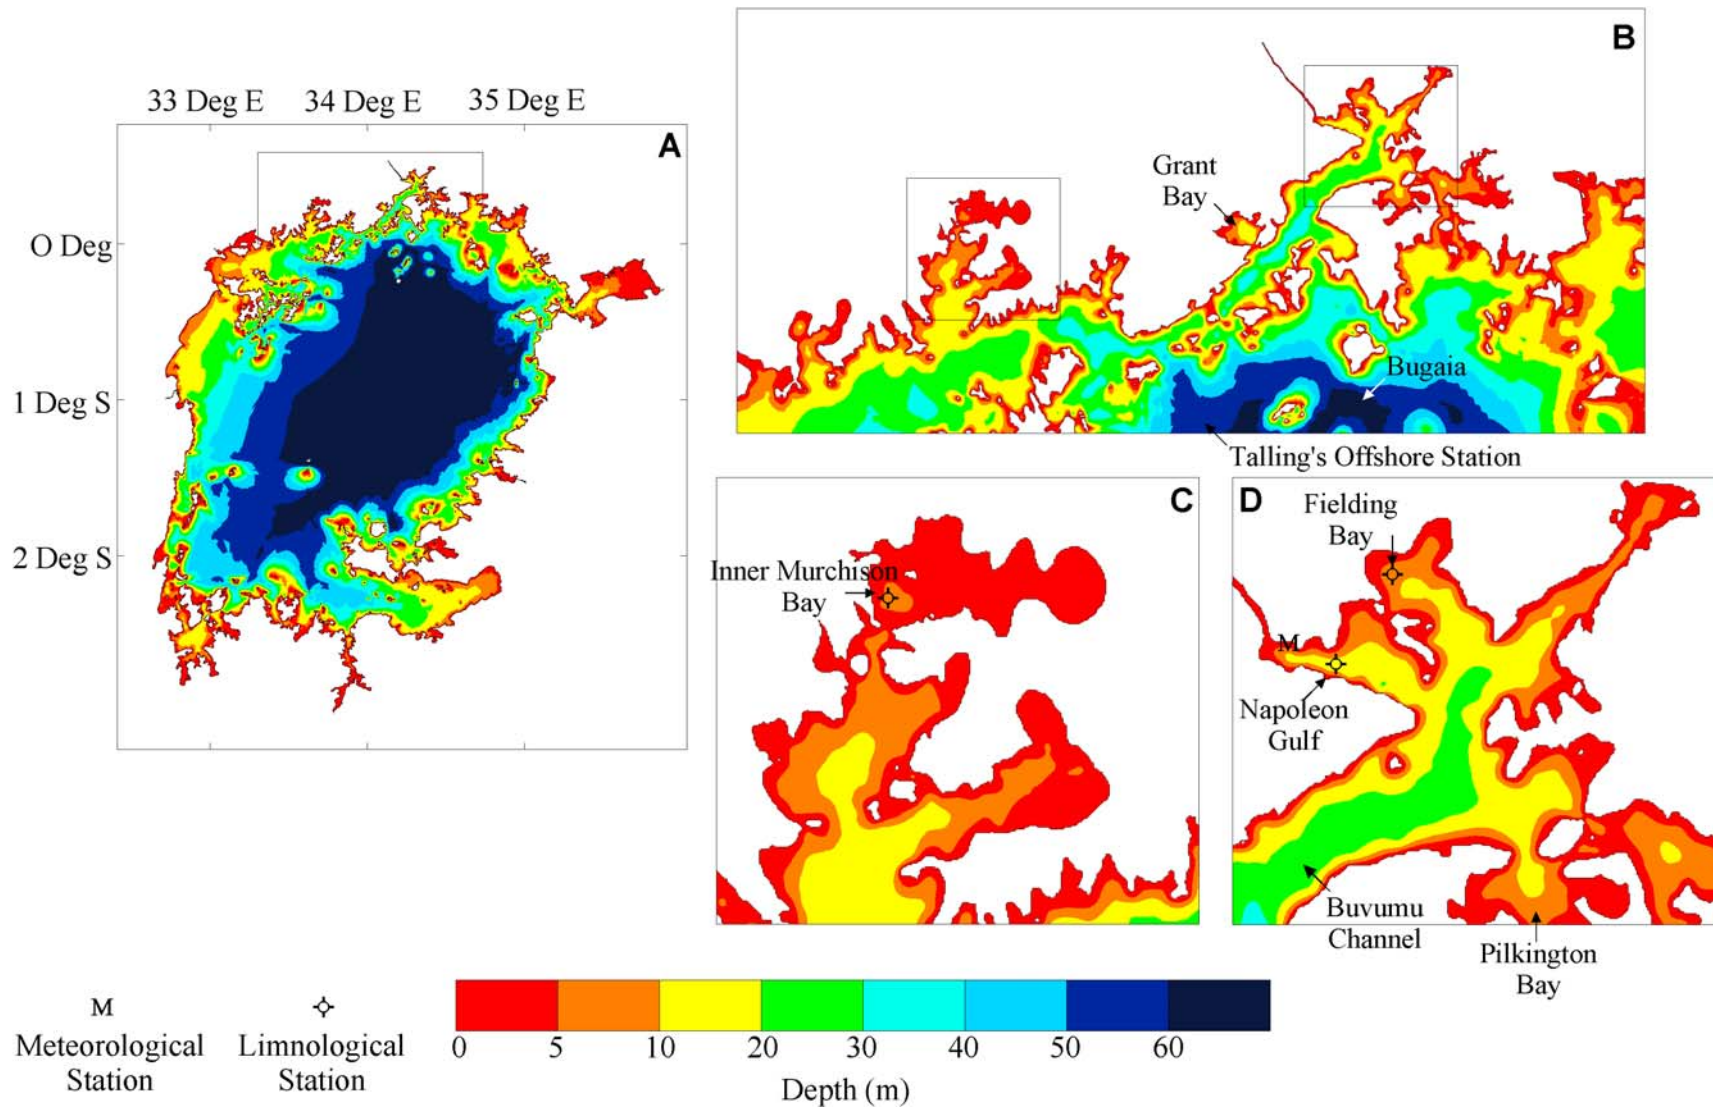 33 Deg E 34 Deg E 35 Deg E
A
O Deg
1 Deg S
2 Deg S
B
Grant
Bay
Bugaia
Talling's Offshore Station
C
Inner Murchison
Bay
D
Fielding
Bay
M
Napoleon
Gulf
Buvumu
Channel
Pilkington
Bay
M
Meteorological
Station
Limnological
Station
0 5 10 20 30 40 50 60
Depth (m)